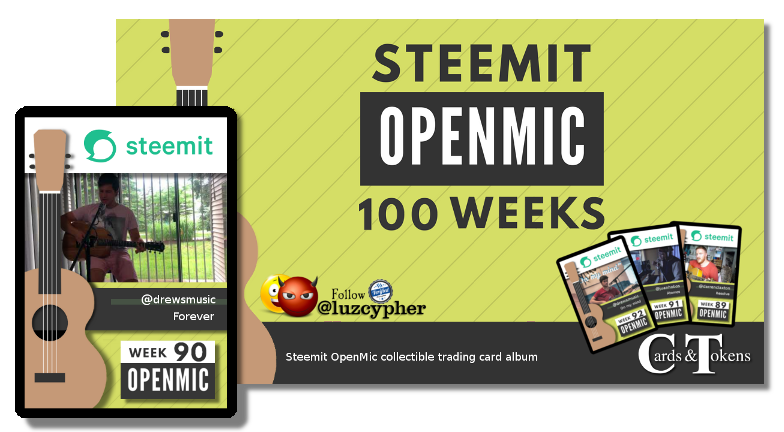 STEEMIT
OPENMIC
100 WEEKS
steemit
@drewsmusic
Forever
WEEK 90
OPENMIC
Follow
@luzcypher
Steemit OpenMic collectible trading card album
steemit
WEEK 92
OPENMIC
steemit
WEEK 91
OPENMIC
steemit
WEEK 89
OPENMIC
Cards & Tokens